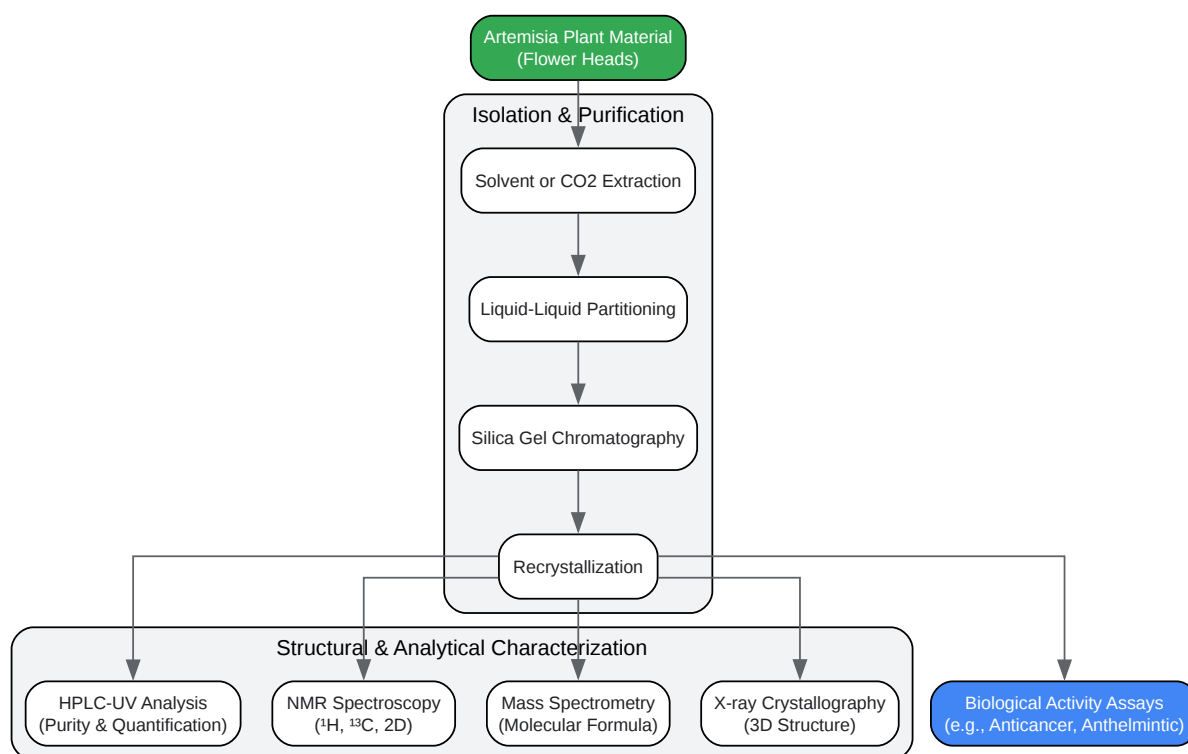 Artemisia Plant Material
(Flower Heads)
Isolation & Purification
Solvent or CO2 Extraction
Liquid-Liquid Partitioning
Silica Gel Chromatography
Recrystallization
Structural & Analytical Characterization
HPLC-UV Analysis
(Purity & Quantification)
NMR Spectroscopy
(¹H, ¹³C, 2D)
Mass Spectrometry
(Molecular Formula)
X-ray Crystallography
(3D Structure)
Biological Activity Assays
(e.g., Anticancer, Anthelmintic)